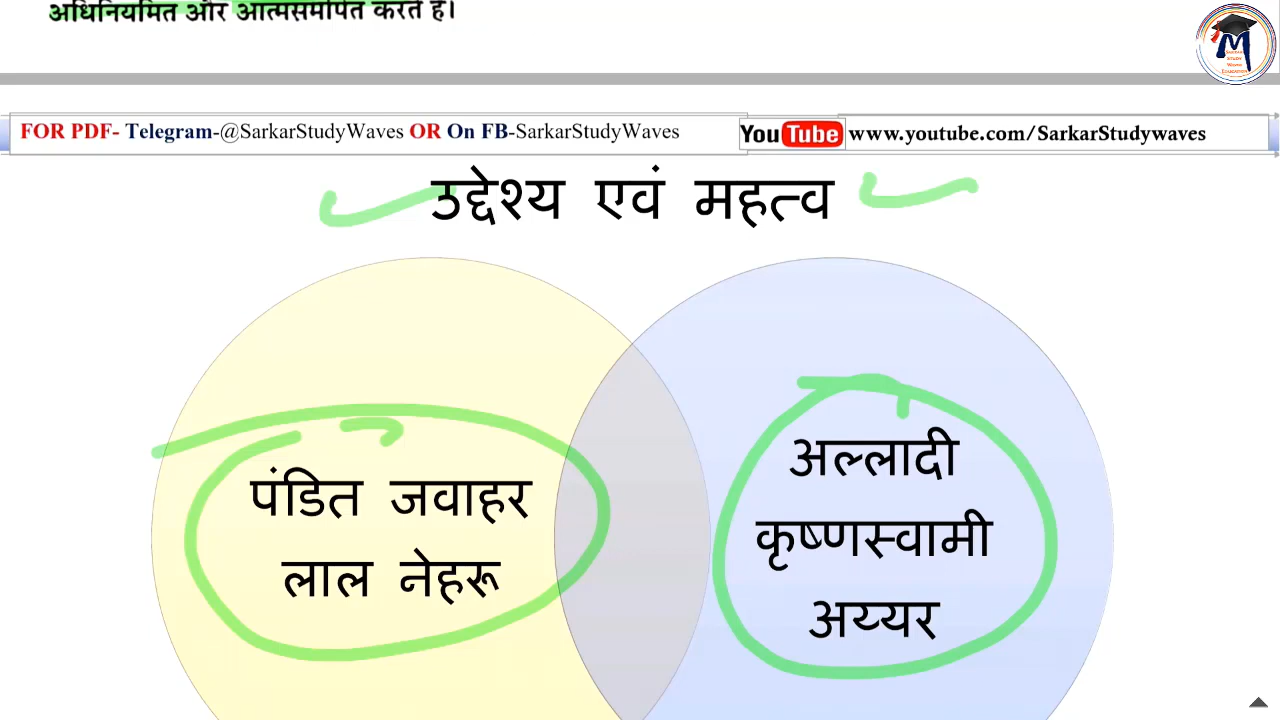 अधिनियमित और आत्मसमर्पित करते हैं।
FOR PDF- Telegram-@SarkarStudyWaves OR On FB-SarkarStudyWaves
YouTube www.youtube.com/SarkarStudywaves
उद्देश्य एवं महत्व
पंडित जवाहर
लाल नेहरू
अल्लादी
कृष्णस्वामी
अय्यर